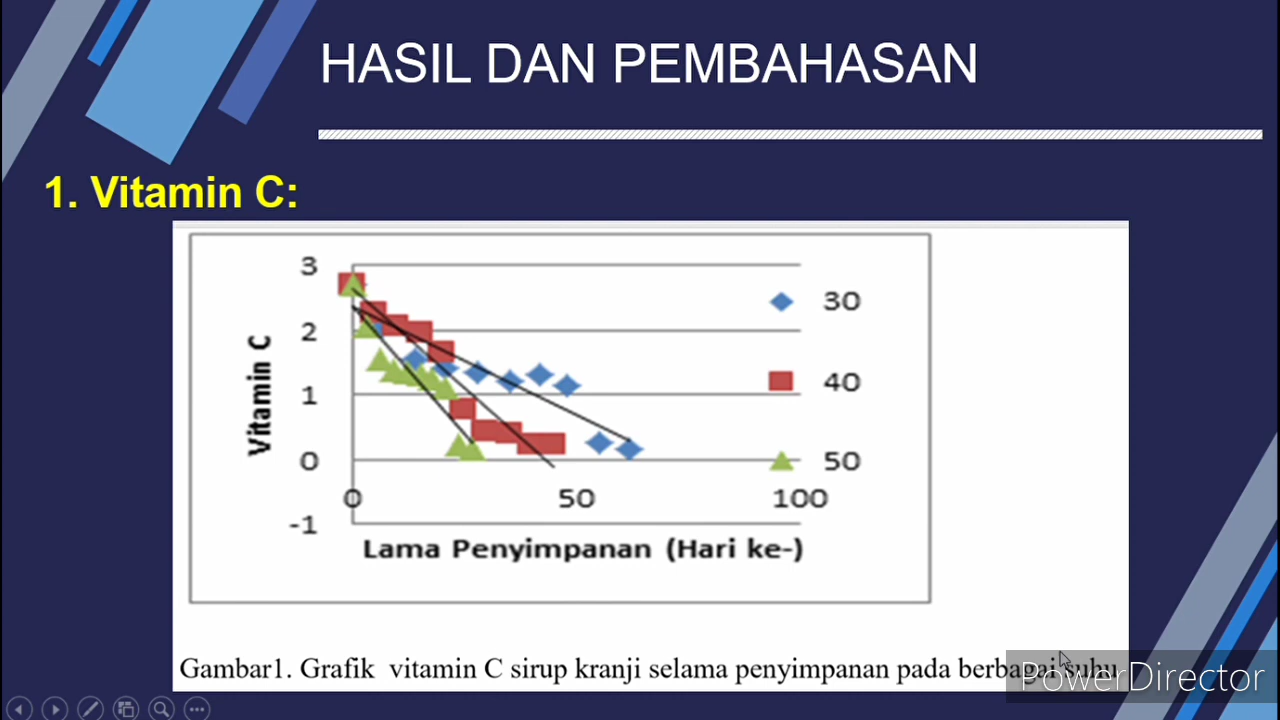 HASIL DAN PEMBAHASAN
1. Vitamin C:
3
2
1
0
-1
Vitamin C
0 50 100
Lama Penyimpanan (Hari ke-)
30
40
50
Gambar1. Grafik vitamin C sirup kranji selama penyimpanan pada berbagai suhu
PowerDirector